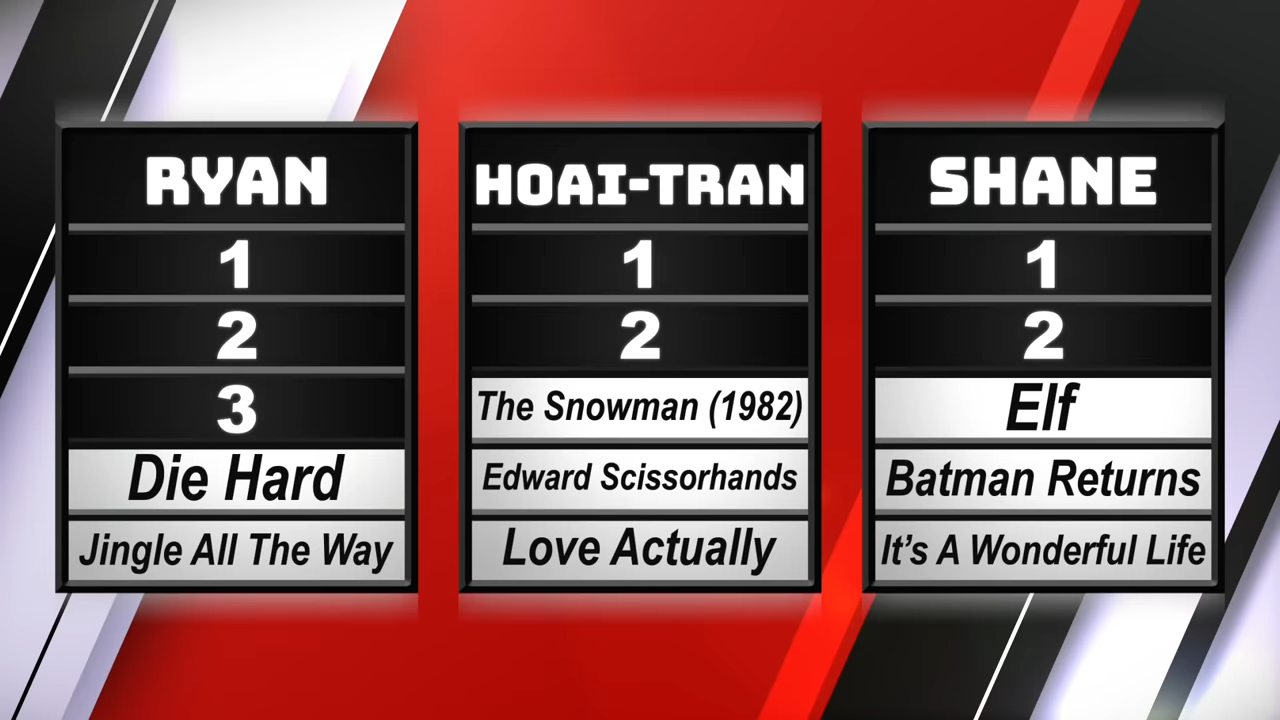 RYAN
1
2
3
Die Hard
Jingle All The Way
HOAI-TRAN
1
2
The Snowman (1982)
Edward Scissorhands
Love Actually
SHANE
1
2
Elf
Batman Returns
It's A Wonderful Life